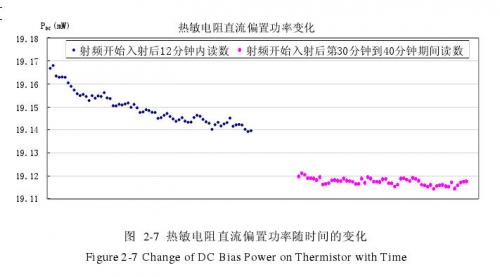 P_DC (mW)
热敏电阻直流偏置功率变化
射频开始入射后12分钟内读数
射频开始入射后第30分钟到40分钟期间读数
19.18
19.17
19.16
19.15
19.14
19.13
19.12
19.11
图 2-7 热敏电阻直流偏置功率随时间的变化
Figure 2-7 Change of DC Bias Power on Thermistor with Time